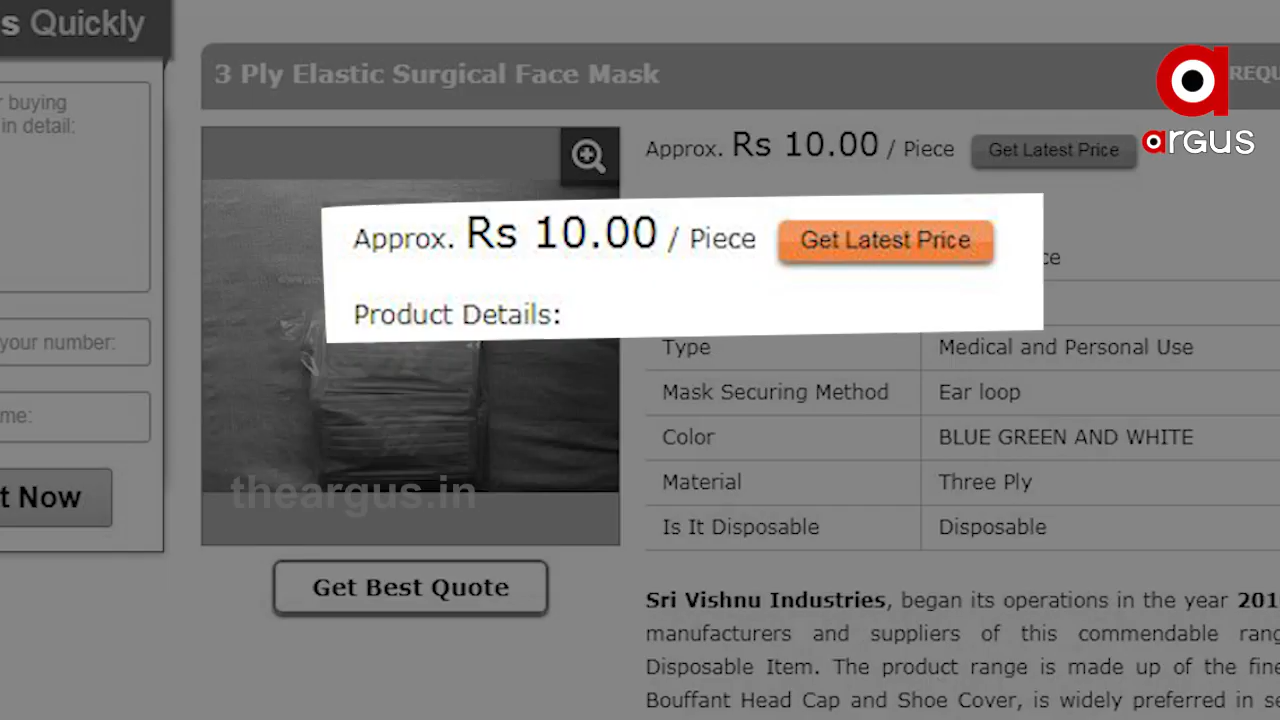 s Quickly
r buying
in detail:
your number:
me:
t Now
3 Ply Elastic Surgical Face Mask
REQU
argus
Approx. Rs 10.00 / Piece Get Latest Price
Approx. Rs 10.00 / Piece Get Latest Price
Product Details:
ce
Type Medical and Personal Use
Mask Securing Method Ear loop
Color BLUE GREEN AND WHITE
Material Three Ply
Is It Disposable Disposable
theargus.in
Get Best Quote
Sri Vishnu Industries, began its operations in the year 201
manufacturers and suppliers of this commendable rang
Disposable Item. The product range is made up of the fine
Bouffant Head Cap and Shoe Cover, is widely preferred in se